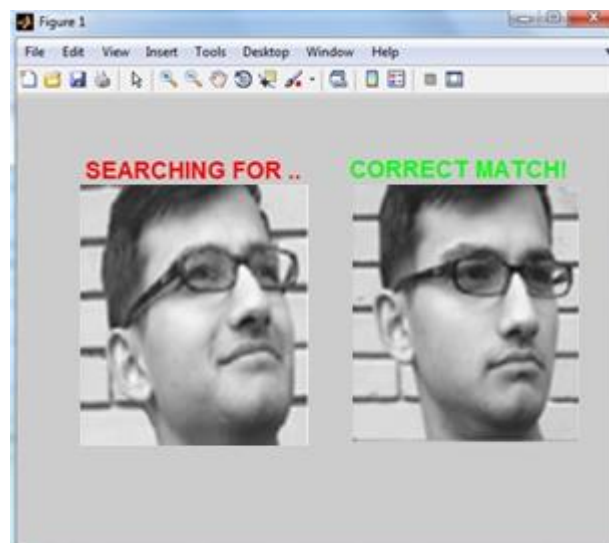 Figure 1
File Edit View Insert Tools Desktop Window Help
SEARCHING FOR ..
CORRECT MATCH!